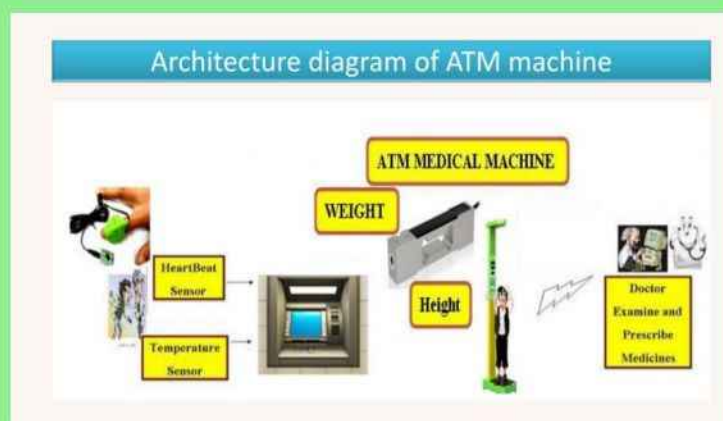 Architecture diagram of ATM machine
ATM MEDICAL MACHINE
WEIGHT
HeartBeat
Sensor
Height
Temperature
Sensor
Doctor
Examine and
Prescribe
Medicines